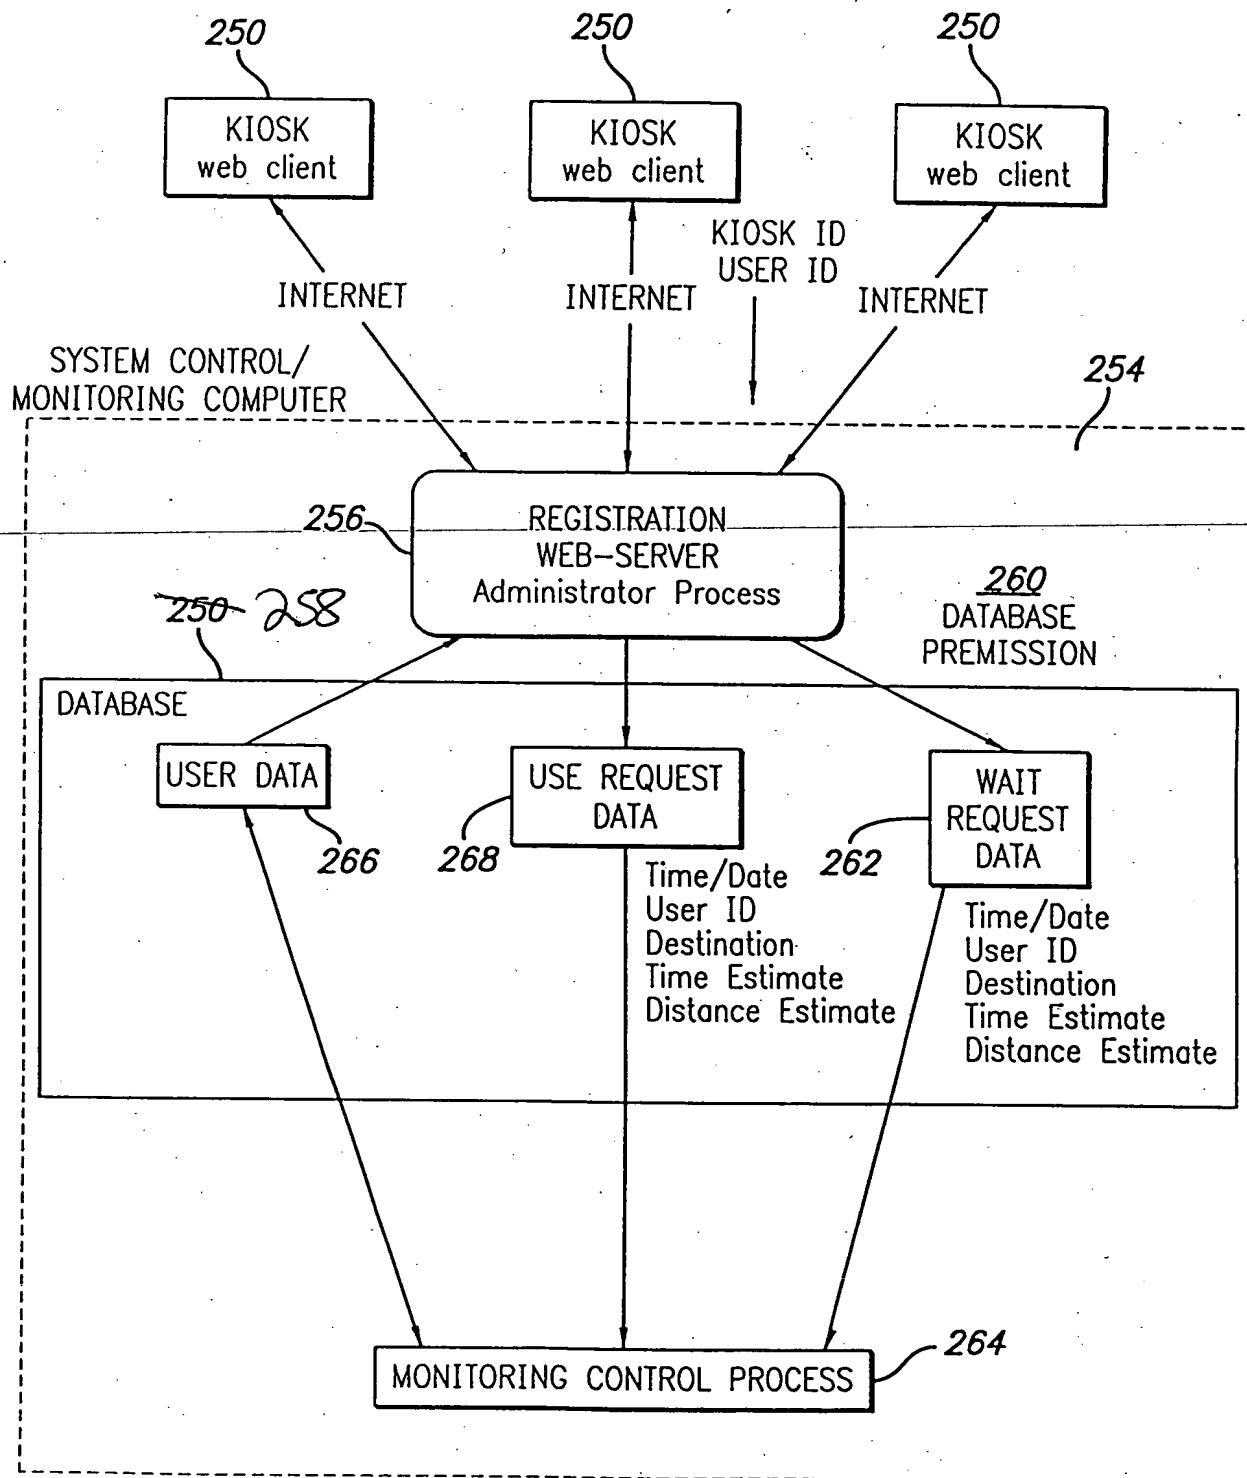 250
250
250
KIOSK
web client
KIOSK
web client
KIOSK
web client
KIOSK ID
USER ID
INTERNET
INTERNET
INTERNET
SYSTEM CONTROL/
MONITORING COMPUTER
254
256
REGISTRATION
WEB-SERVER
Administrator Process
250 258
260
DATABASE
PREMISSION
DATABASE
USER DATA
USE REQUEST
DATA
WAIT
REQUEST
DATA
266
268
262
Time/Date
User ID
Destination
Time Estimate
Distance Estimate
Time/Date
User ID
Destination
Time Estimate
Distance Estimate
264
MONITORING CONTROL PROCESS